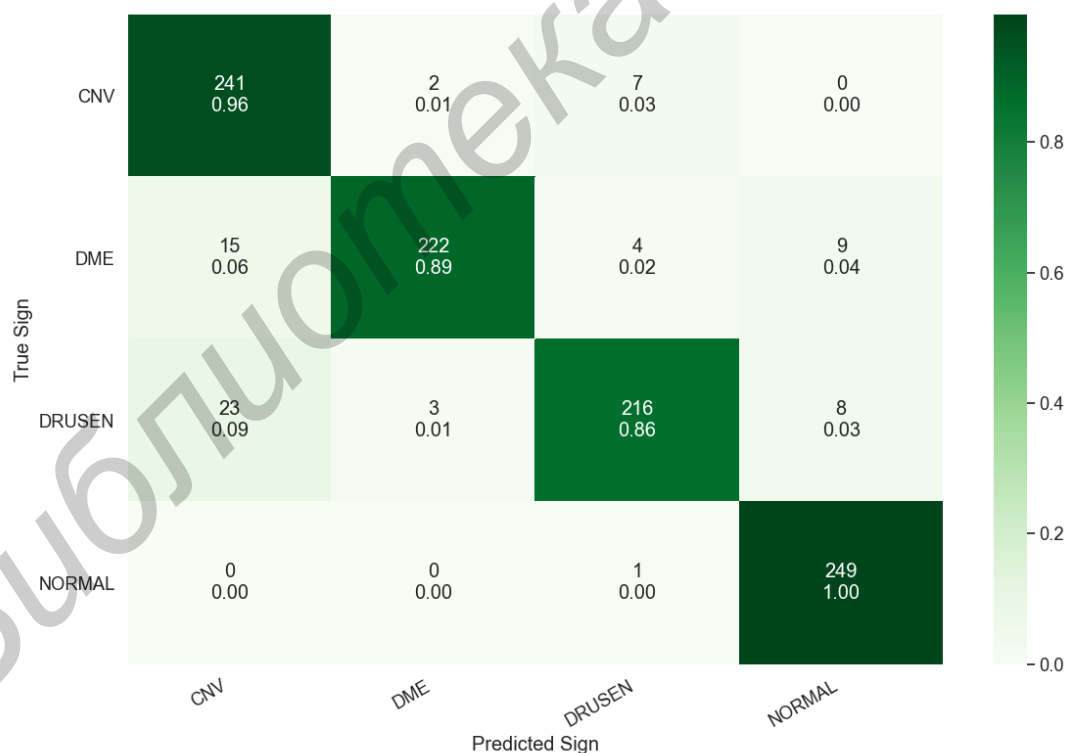 CNV
241 2 7 0
0.96 0.01 0.03 0.00
DME
15 222 4 9
0.06 0.89 0.02 0.04
DRUSEN
23 3 216 8
0.09 0.01 0.86 0.03
NORMAL
0 0 1 249
0.00 0.00 0.00 1.00
True Sign
CNV DME DRUSEN NORMAL
Predicted Sign
0.8
0.6
0.4
0.2
0.0
Библиотека